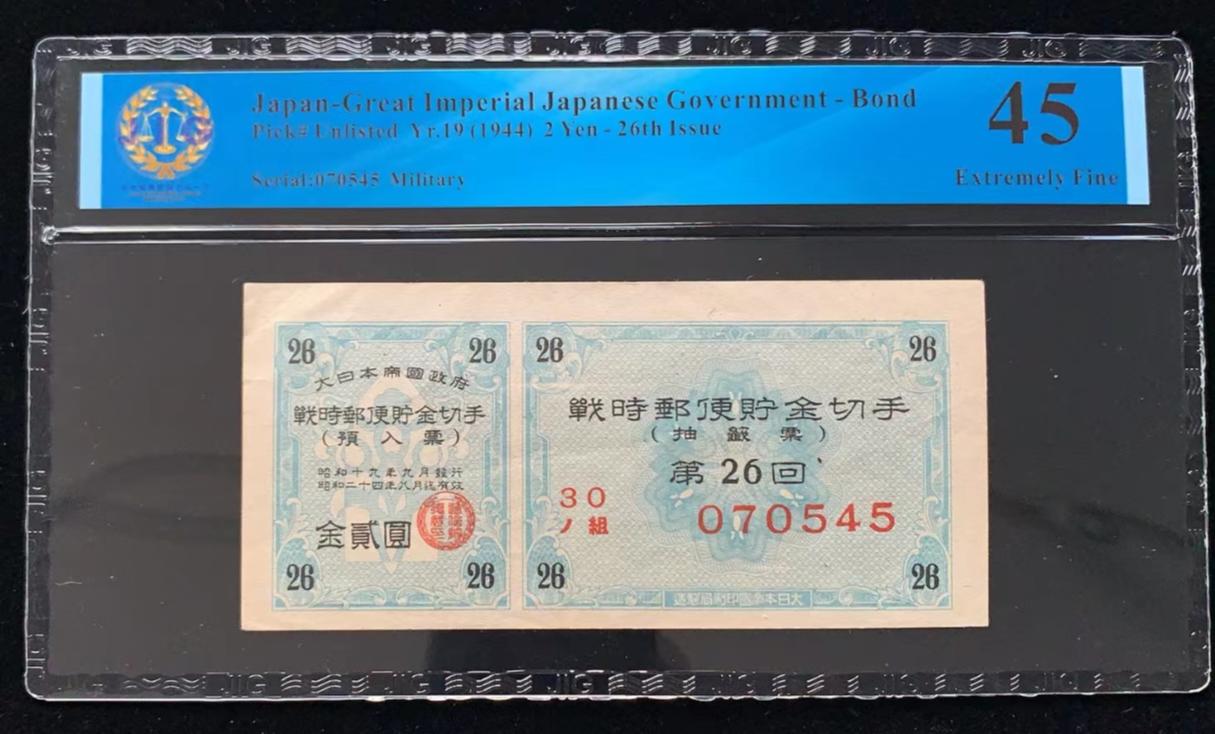 Japan-Great Imperial Japanese Government - Bond
Pick# Unlisted Yr.19 (1944) 2 Yen - 26th Issue
Serial:070545 Military
45
Extremely Fine
26 26
大日本帝國政府
戰時郵便貯金切手
(預入票)
昭和十九年九月發行
昭和二十四年八月迄有效
金貳圓
26 26
26 26
戰時郵便貯金切手
(抽籤票)
第26回
30
ノ組
070545
26 26
大日本帝國印刷局製造